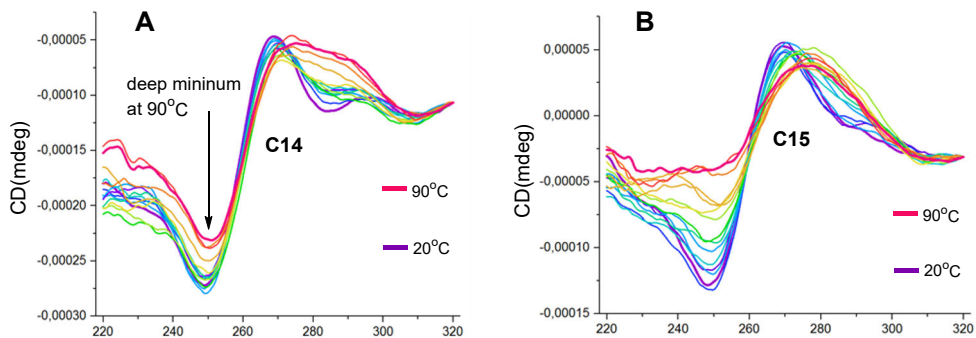 A
-0,00005
-0,00010
-0,00015
-0,00020
-0,00025
-0,00030
CD(mdeg)
deep mininum
at 90°C
C14
90°C
20°C
220 240 260 280 300 320
B
0,00005
0,00000
-0,00005
-0,00010
-0,00015
CD(mdeg)
C15
90°C
20°C
220 240 260 280 300 320